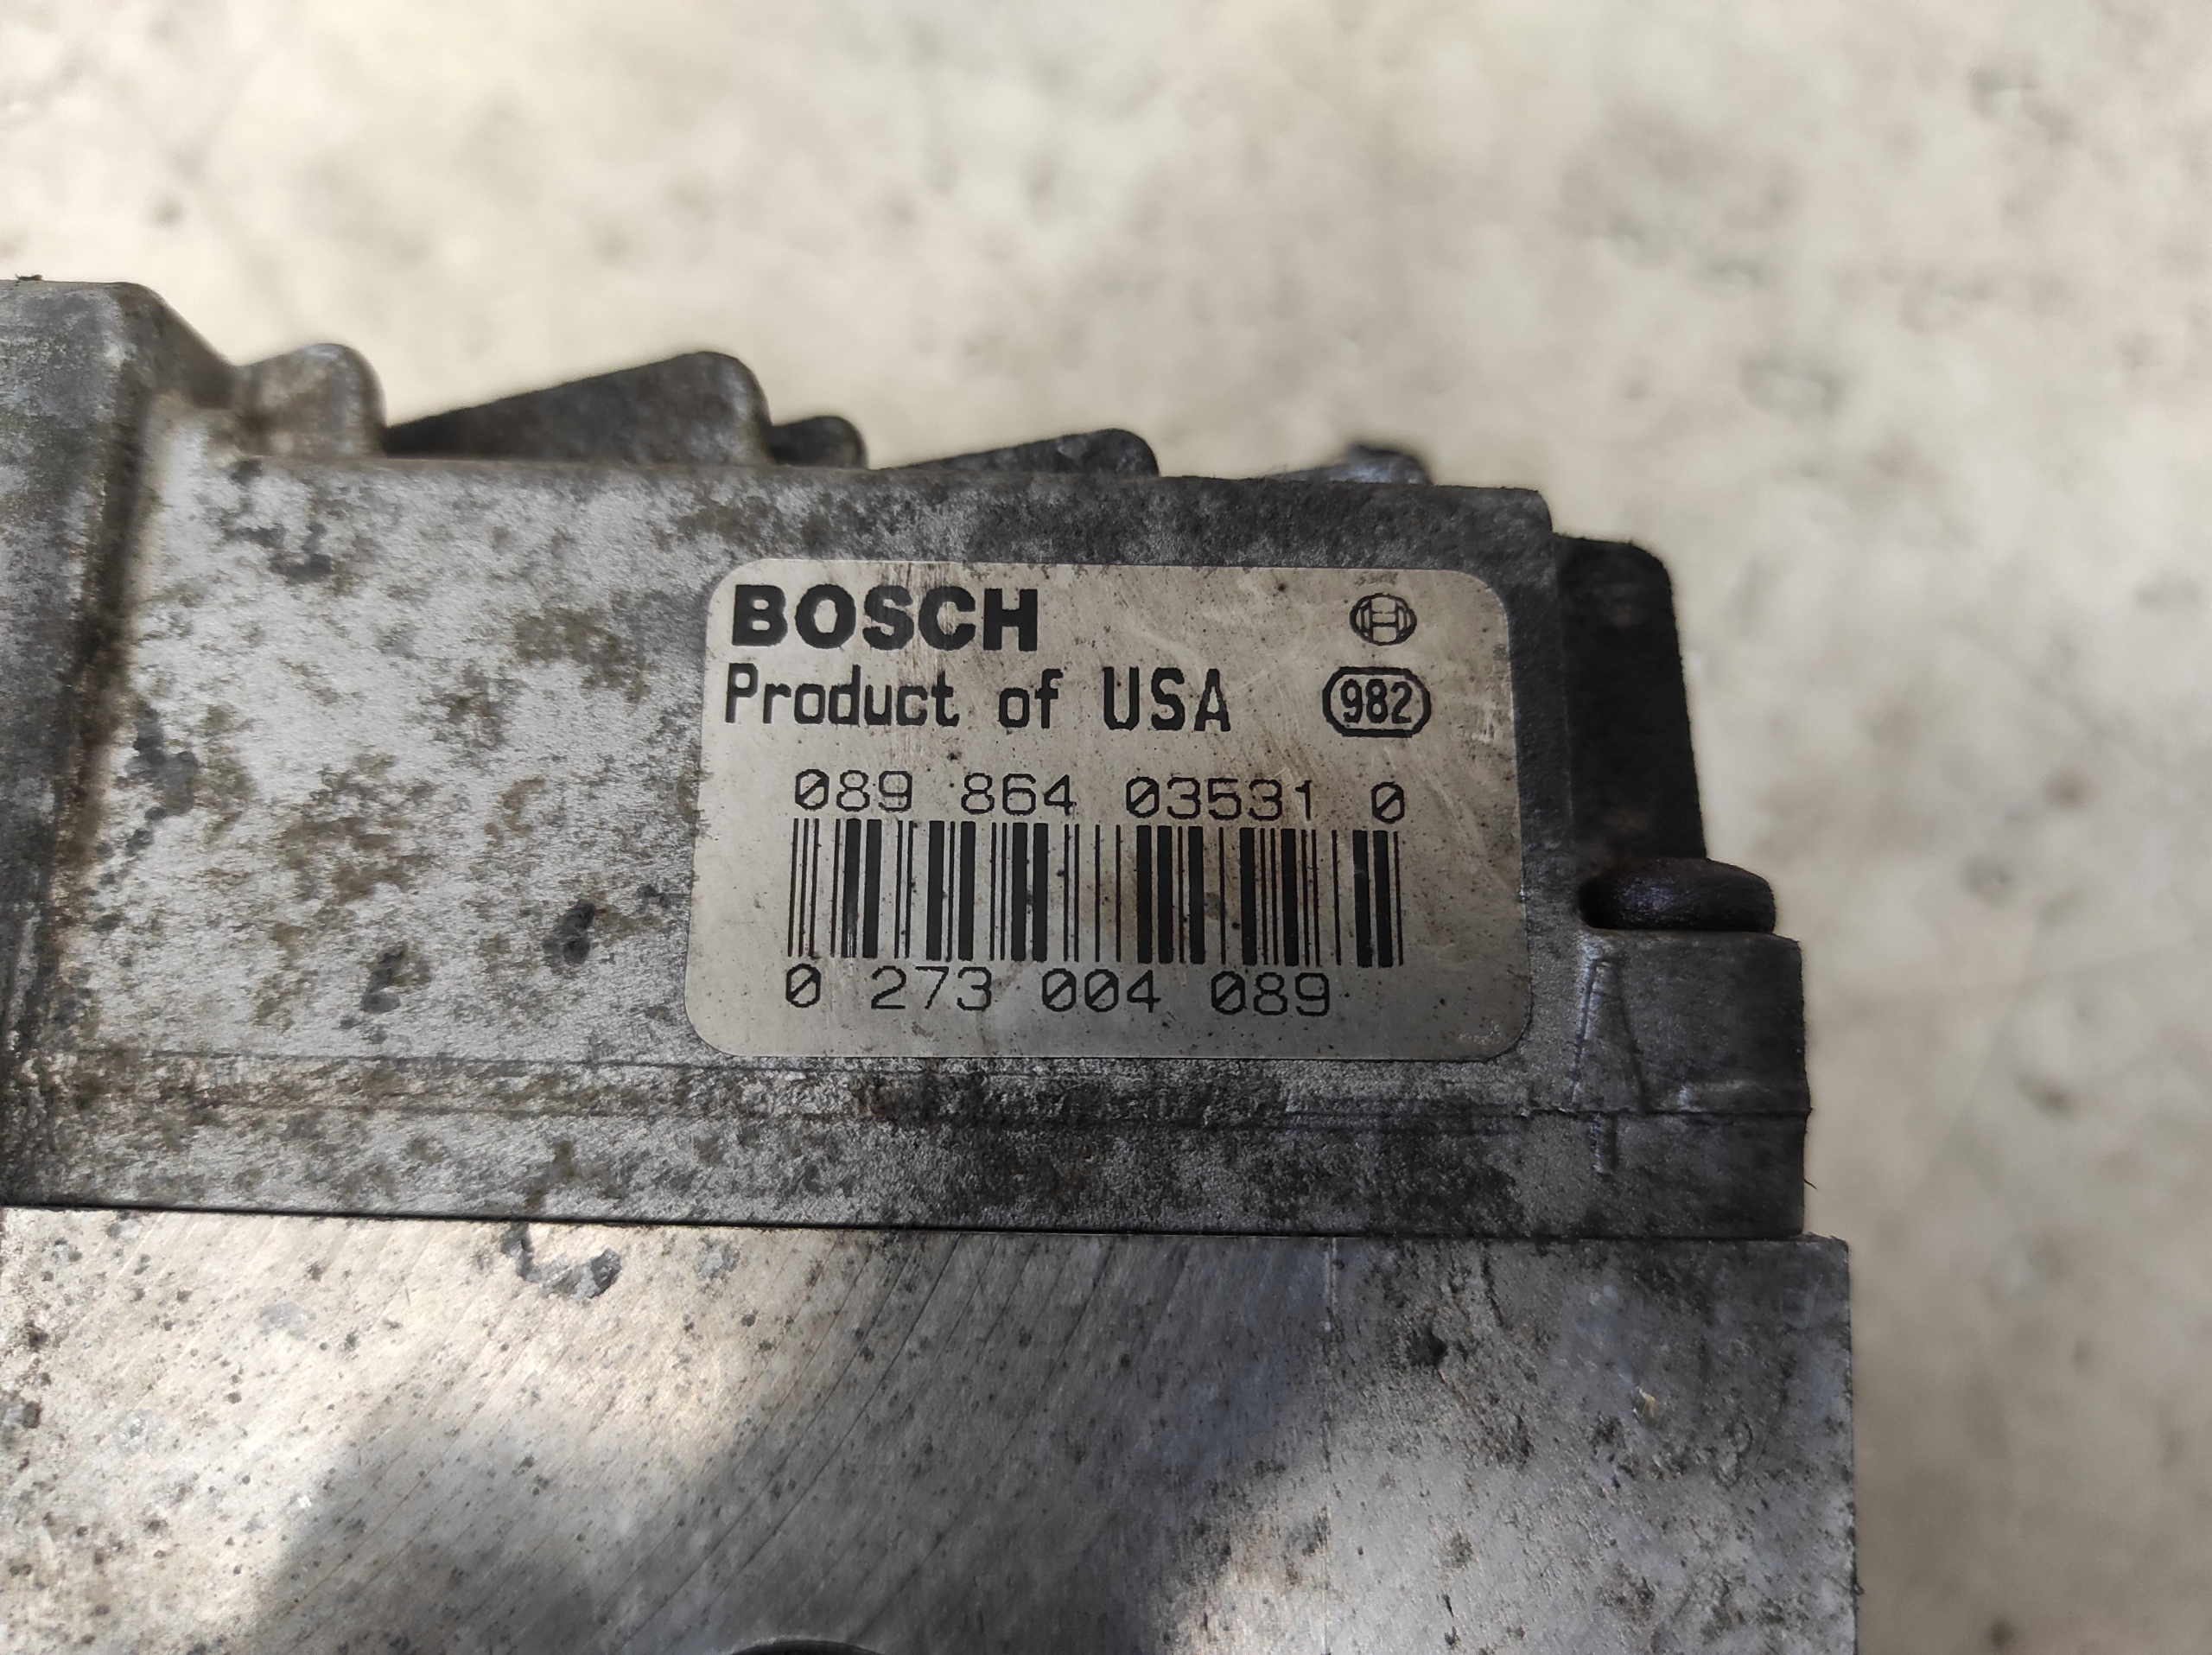 BOSCH
Product of USA 982
089 864 03531 0
0 273 004 089